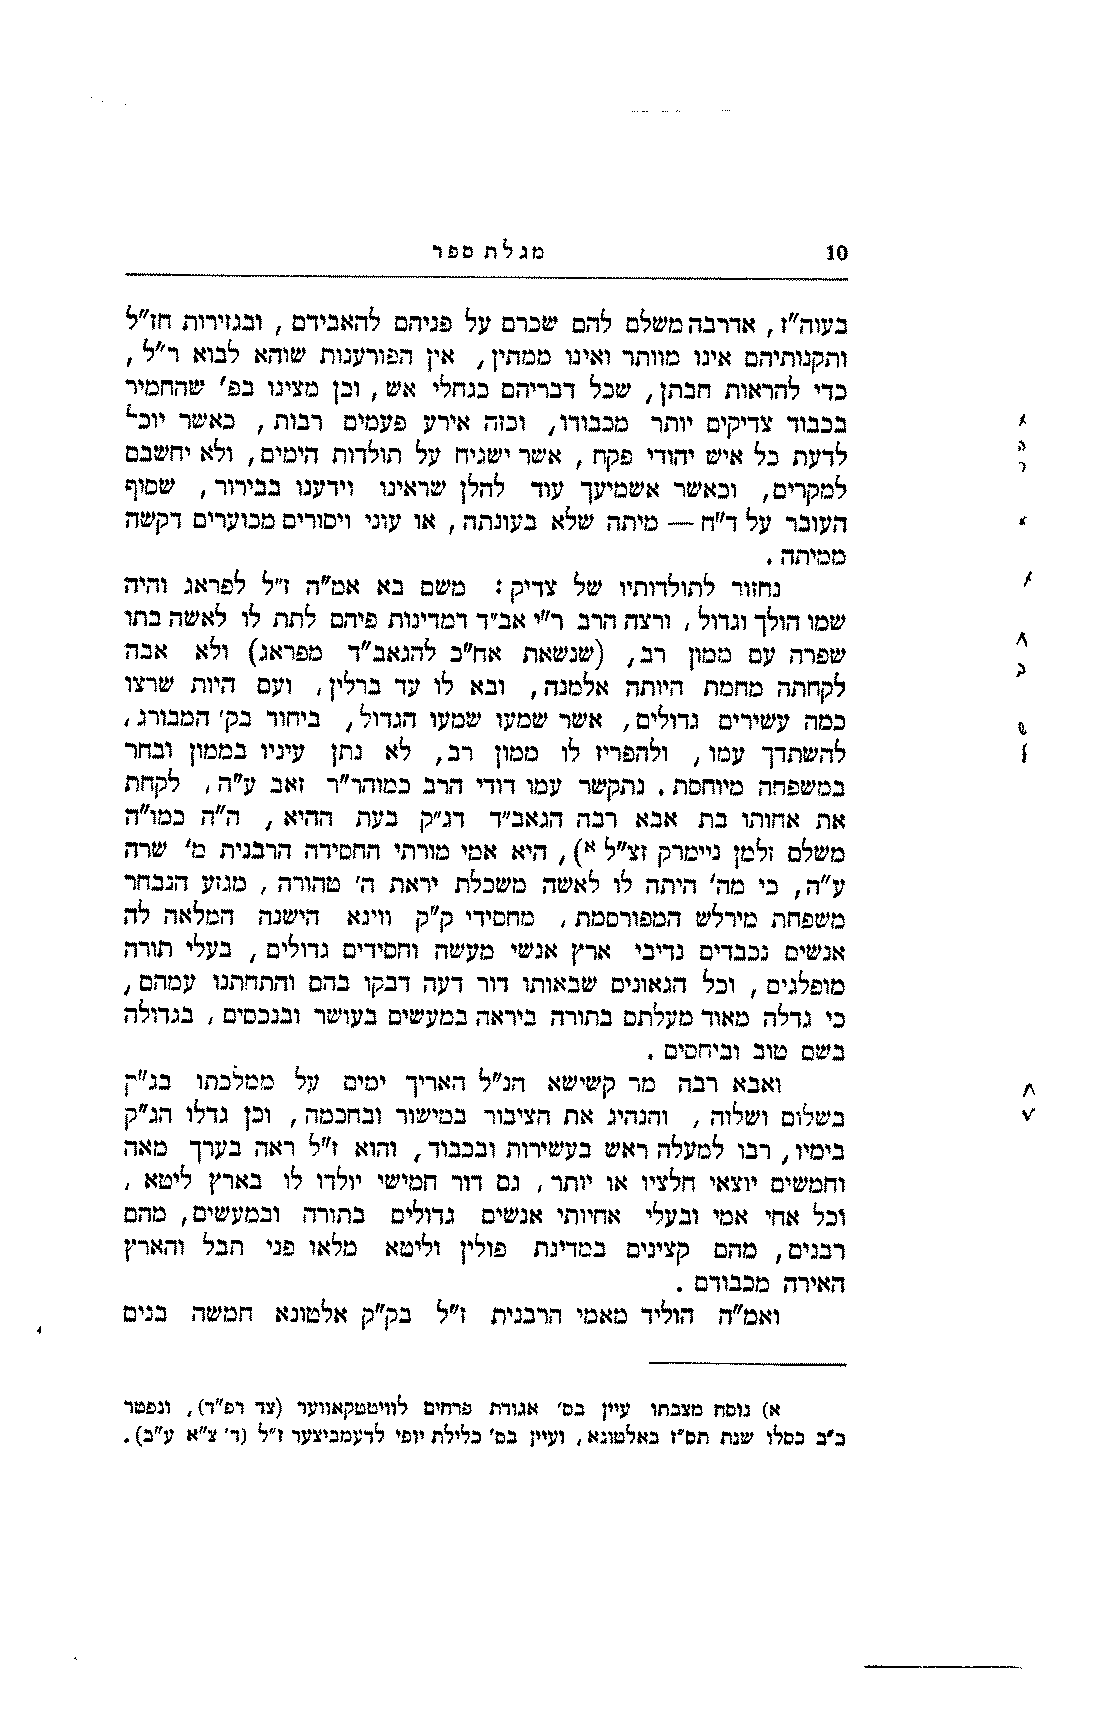 10 מגלת ספר
בעוה"ז, אדרבה משלם להם שכרם על פניהם להאבידם, ובגזירות חז"ל
ותקנותיהם אינו מוותר ואינו ממתין, אין הפורענות שוהא לבוא ר"ל,
כדי להראות חבתן, שכל דבריהם כגחלי אש, וכן מצינו בפ' שהחמיר
בכבוד צדיקים יותר מכבודו, וכזה אירע פעמים רבות, כאשר יוכל
לדעת כל איש יהודי פקח, אשר ישגיח על תולדות הימים, ולא יחשבם
למקרים, וכאשר אשמיעך עוד להלן שראינו וידענו בבירור, שסוף
העובר על ד"ח — מיתה שלא בעונתה, או עוני ויסורים מכוערים דקשה
ממיתה.
נחזור לתולדותיו של צדיק: משם בא אמ"ה ז"ל לפראג והיה
שמו הולך וגדול, ורצה הרב ר"י אב"ד דמדינות פיהם לתת לו לאשה בתו
שפרה עם ממון רב, (שנשאת אח"כ להגאב"ד מפראג) ולא אבה
לקחתה מחמת היותה אלמנה, ובא לו עד ברלין, ועם היות שרצו
כמה עשירים גדולים, אשר שמעו שמעו הגדול, ביחוד בק' המבורג,
להשתדך עמו, ולהפריז לו ממון רב, לא נתן עיניו בממון ובחר
במשפחה מיוחסת. נתקשר עמו דודי הרב כמוהר"ר זאב ע"ה, לקחת
את אחותו בת אבא רבה הגאב"ד דג"ק בעת ההיא, ה"ה כמו"ה
משלם זלמן ניימרק זצ"ל א), היא אמי מורתי החסידה הרבנית מ' שרה
ע"ה, כי מה' היתה לו לאשה משכלת יראת ה' טהורה, מגזע הנבחר
משפחת מירלש המפורסמת, מחסידי ק"ק ווינא הישנה המלאה לה
אנשים נכבדים נדיבי ארץ אנשי מעשה וחסידים גדולים, בעלי תורה
מופלגים, וכל הגאונים שבאותו דור דעה דבקו בהם והתחתנו עמהם,
כי גדלה מאוד מעלתם בתורה ביראה במעשים בעושר ובנכסים, בגדולה
בשם טוב וביחסים.
ואבא רבה מר קשישא הנ"ל האריך ימים על ממלכתו בג"ק
בשלום ושלוה, והנהיג את הציבור במישור ובחכמה, וכן גדלו הג"ק
בימיו, רבו למעלה ראש בעשירות ובכבוד, והוא ז"ל ראה בערך מאה
וחמשים יוצאי חלציו או יותר, גם דור חמישי יולדו לו בארץ ליטא,
וכל אחי אמי ובעלי אחיותי אנשים גדולים בתורה ובמעשים, מהם
רבנים, מהם קצינים במדינת פולין וליטא מלאו פני תבל והארץ
האירה מכבודם.
ואמ"ה הוליד מאמי הרבנית ז"ל בק"ק אלטונא חמשה בנים
א) נוסח מצבתו עיין בס' אגודת פרחים לוויטטקאווער (צד רפ"ד), ונפטר
כ"ב כסלו שנת תס"ז באלטונא, ועיין בס' כלילת יופי לדעמביצער ז"ל (ד' צ"א ע"ב).